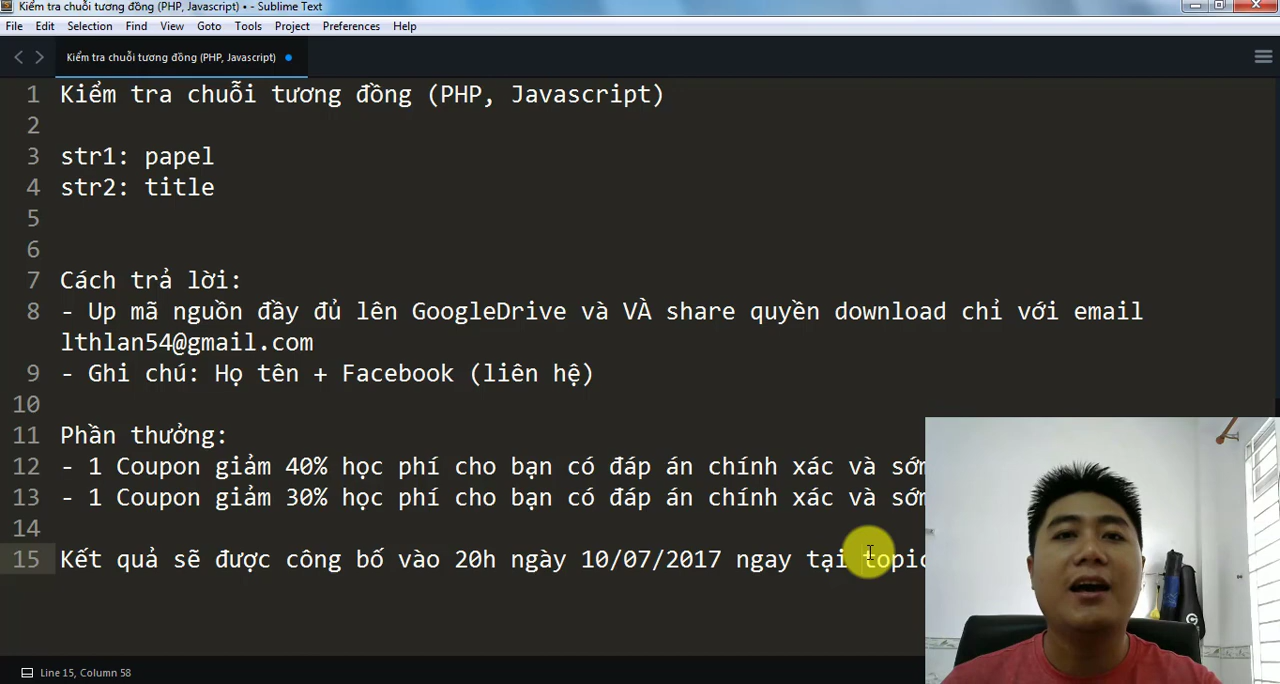 Kiểm tra chuỗi tương đồng (PHP, Javascript) • - Sublime Text
File Edit Selection Find View Goto Tools Project Preferences Help
Kiểm tra chuỗi tương đồng (PHP, Javascript)
1 Kiểm tra chuỗi tương đồng (PHP, Javascript)
2
3 str1: papel
4 str2: title
5
6
7 Cách trả lời:
8 - Up mã nguồn đầy đủ lên GoogleDrive và VÀ share quyền download chỉ với email
lthlan54@gmail.com
9 - Ghi chú: Họ tên + Facebook (liên hệ)
10
11 Phần thưởng:
12 - 1 Coupon giảm 40% học phí cho bạn có đáp án chính xác và
13 - 1 Coupon giảm 30% học phí cho bạn có đáp án chính xác và
14
15 Kết quả sẽ được công bố vào 20h ngày 10/07/2017 ngay tại topic
Line 15, Column 58